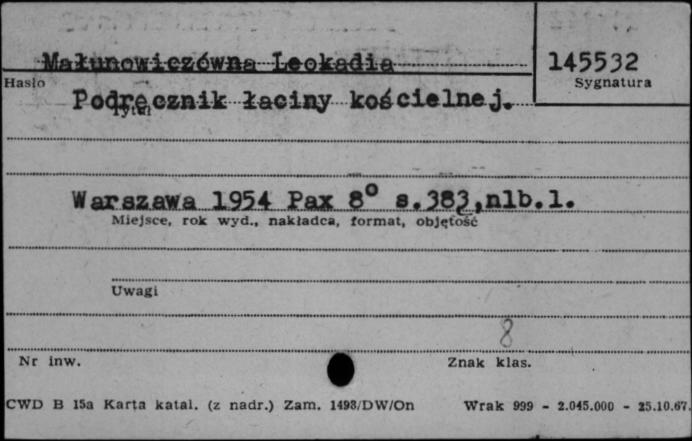 Małunowiczówna Leokadia
145532
Hasło
Sygnatura
Podręcznik łaciny kościelnej.
Tytuł
Warszawa 1954 Pax 8° s.383,nlb.1.
Miejsce, rok wyd., nakładca, format, objętość
Uwagi
8
Nr inw.
Znak klas.
CWD B 15a Karta katal. (z nadr.) Zam. 1493/DW/On
Wrak 999 - 2.045.000 - 25.10.67.